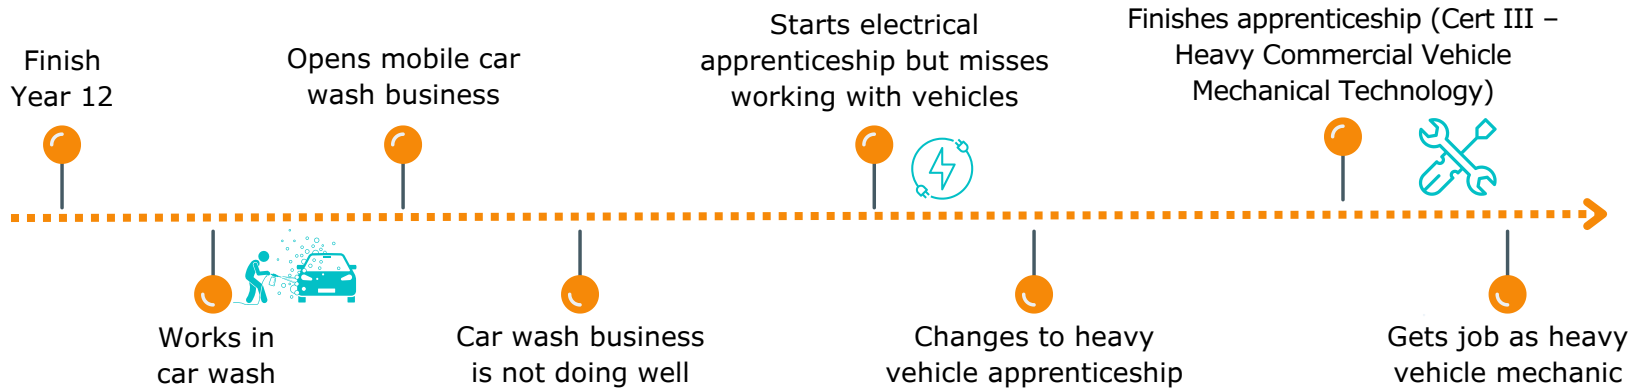 Finish
Year 12
Works in
car wash
Opens mobile car
wash business
Car wash business
is not doing well
Starts electrical
apprenticeship but misses
working with vehicles
Changes to heavy
vehicle apprenticeship
Finishes apprenticeship (Cert III –
Heavy Commercial Vehicle
Mechanical Technology)
Gets job as heavy
vehicle mechanic